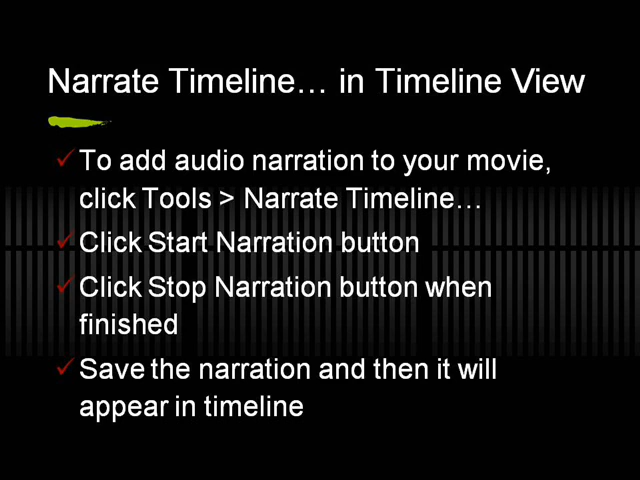 Narrate Timeline… in Timeline View
To add audio narration to your movie,
click Tools > Narrate Timeline…
Click Start Narration button
Click Stop Narration button when
finished
Save the narration and then it will
appear in timeline